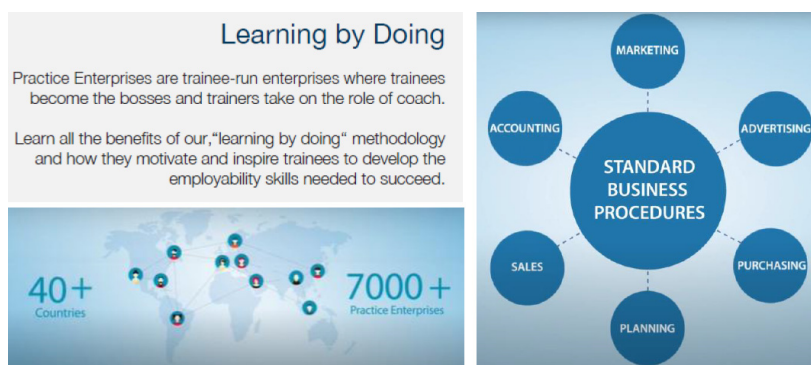 Learning by Doing
Practice Enterprises are trainee-run enterprises where trainees
become the bosses and trainers take on the role of coach.
Learn all the benefits of our,“learning by doing“ methodology
and how they motivate and inspire trainees to develop the
employability skills needed to succeed.
40+
Countries
7000+
Practice Enterprises
MARKETING
ACCOUNTING
ADVERTISING
STANDARD
BUSINESS
PROCEDURES
SALES
PURCHASING
PLANNING